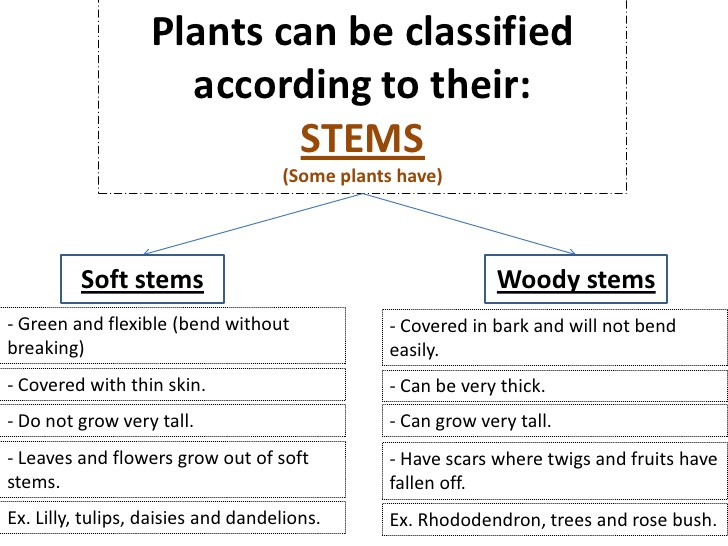 Plants can be classified
according to their:
STEMS
(Some plants have)
Soft stems
- Green and flexible (bend without
breaking)
- Covered with thin skin.
- Do not grow very tall.
- Leaves and flowers grow out of soft
stems.
Ex. Lilly, tulips, daisies and dandelions.
Woody stems
- Covered in bark and will not bend
easily.
- Can be very thick.
- Can grow very tall.
- Have scars where twigs and fruits have
fallen off.
Ex. Rhododendron, trees and rose bush.